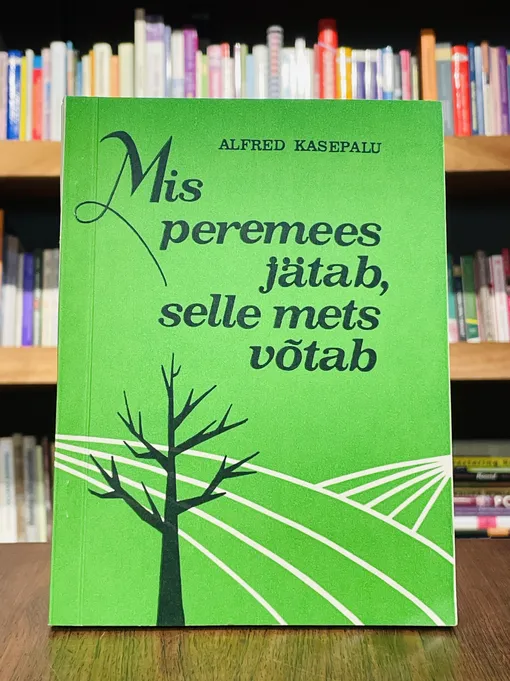 ALFRED KASEPALU
Mis
peremees
jätab,
selle mets
võtab